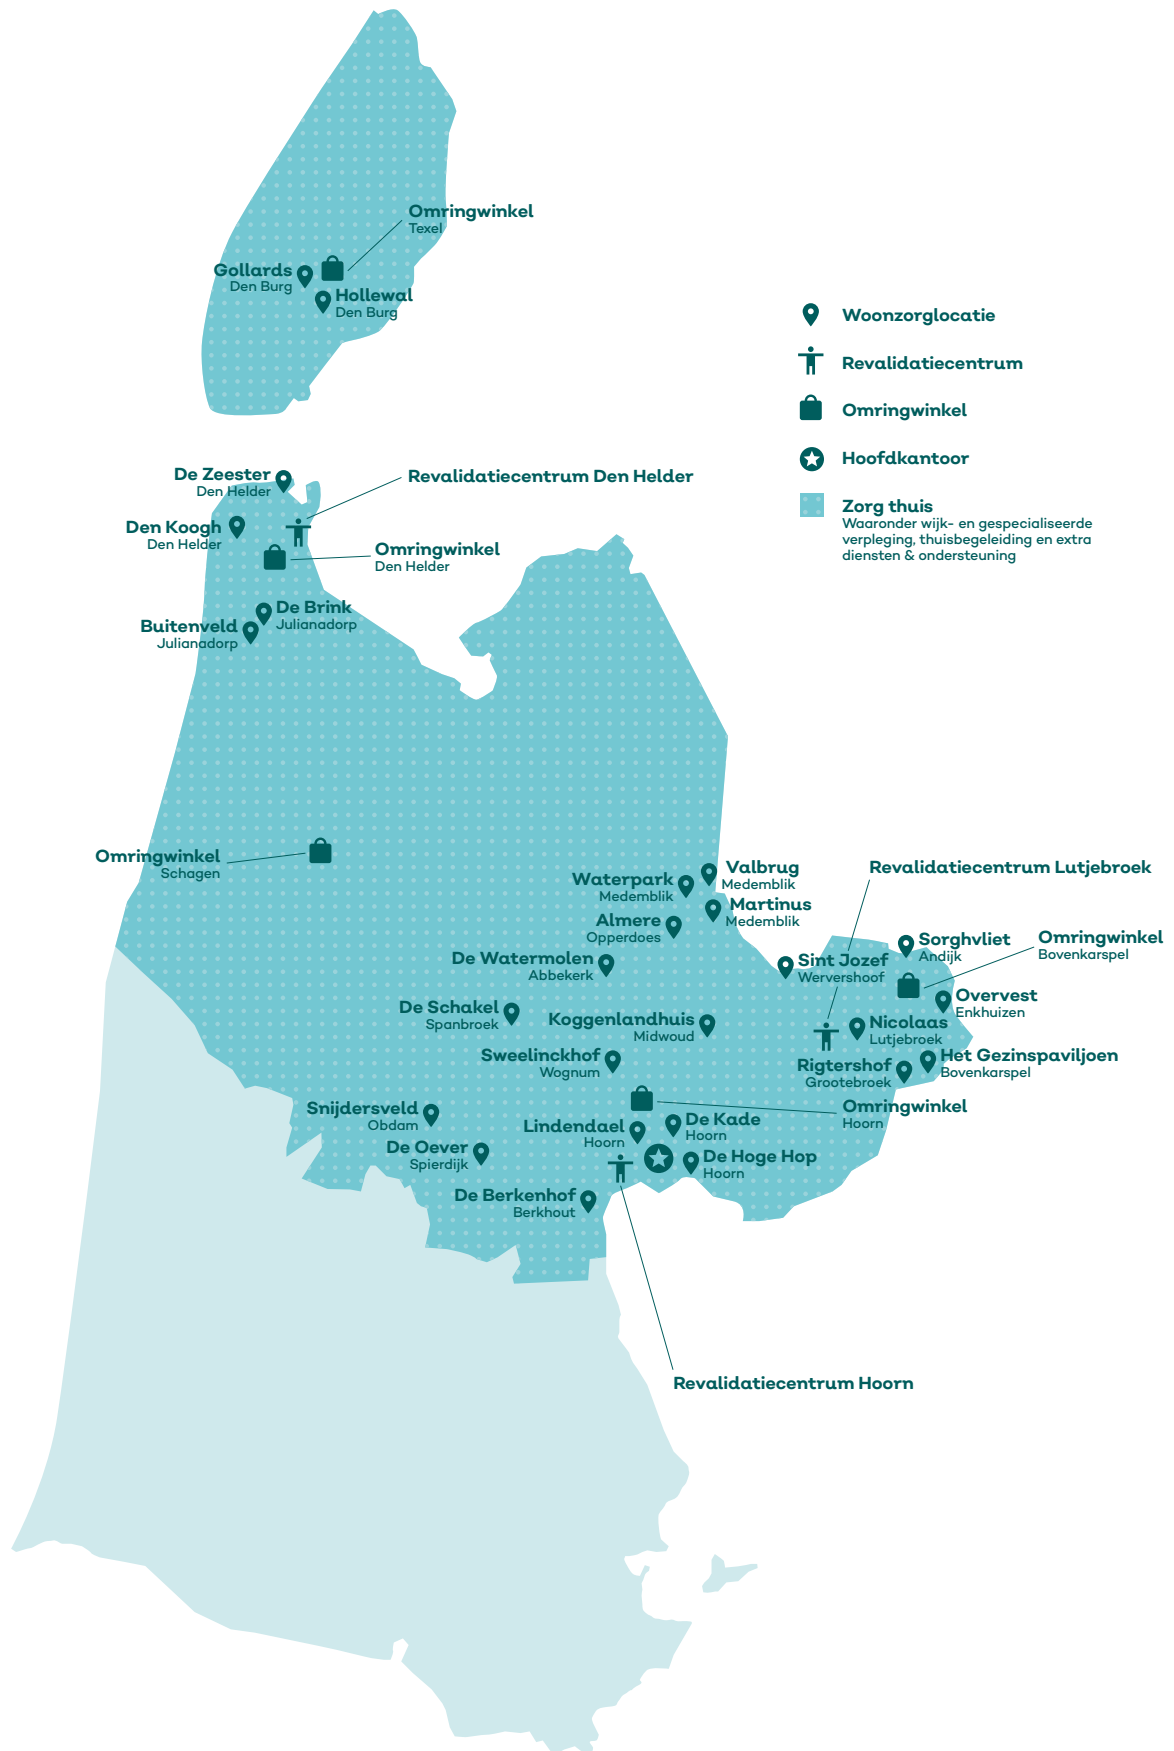 Omringwinkel
Texel
Gollards
Den Burg
Hollewal
Den Burg
Woonzorglocatie
Revalidatiecentrum
Omringwinkel
Hoofdkantoor
Zorg thuis
Waaronder wijk- en gespecialiseerde
verpleging, thuisbegeleiding en extra
diensten & ondersteuning
De Zeester
Den Helder
Revalidatiecentrum Den Helder
Den Koogh
Den Helder
Omringwinkel
Den Helder
De Brink
Julianadorp
Buitenveld
Julianadorp
Omringwinkel
Schagen
Valbrug
Medemblik
Revalidatiecentrum Lutjebroek
Waterpark
Medemblik
Martinus
Medemblik
Almere
Opperdoes
Sorghvliet
Andijk
Omringwinkel
Bovenkarspel
De Watermolen
Abbekerk
Sint Jozef
Wervershoof
Overvest
Enkhuizen
De Schakel
Spanbroek
Koggenlandhuis
Midwoud
Nicolaas
Lutjebroek
Sweelinckhof
Wognum
Rigtershof
Grootebroek
Het Gezinspaviljoen
Bovenkarspel
Snijdersveld
Obdam
Omringwinkel
Hoorn
Lindendael
Hoorn
De Kade
Hoorn
De Oever
Spierdijk
De Hoge Hop
Hoorn
De Berkenhof
Berkhout
Revalidatiecentrum Hoorn